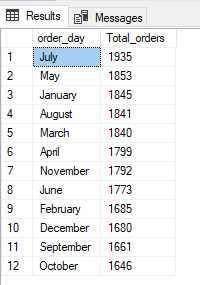 Results Messages
order_day Total_orders
1 July 1935
2 May 1853
3 January 1845
4 August 1841
5 March 1840
6 April 1799
7 November 1792
8 June 1773
9 February 1685
10 December 1680
11 September 1661
12 October 1646